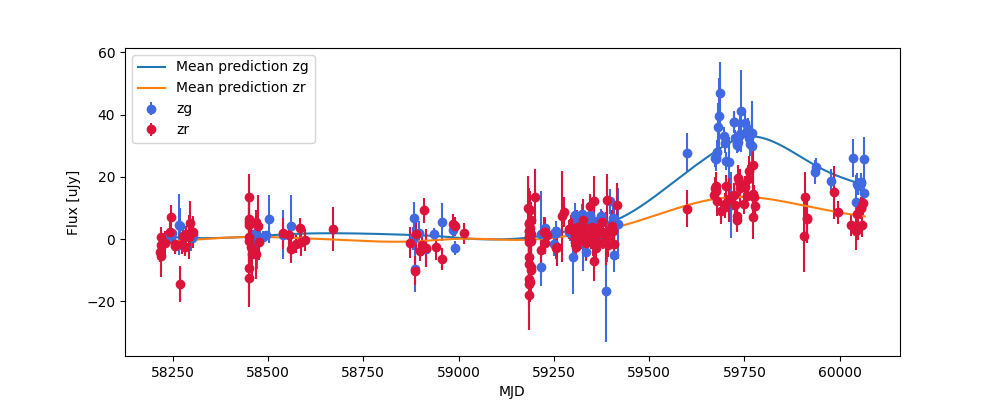 60
40
20
0
−20
Flux [uJy]
Mean prediction zg
Mean prediction zr
zg
zr
58250 58500 58750 59000 59250 59500 59750 60000
MJD